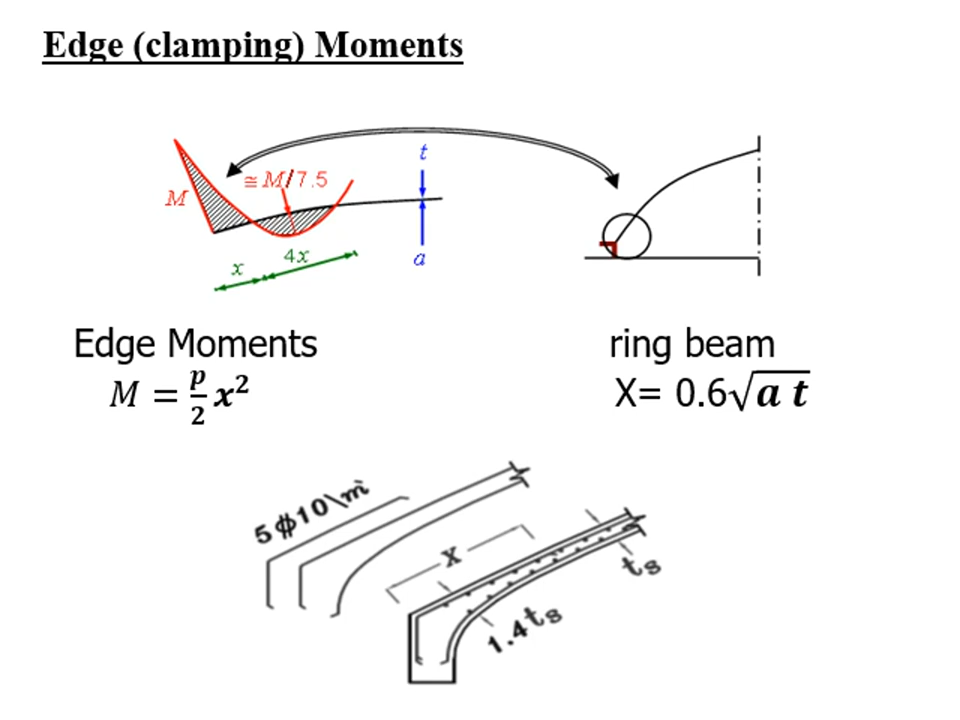 Edge (clamping) Moments
t
≅ M/7.5
M
4x
x
a
Edge Moments
ring beam
M = p/2 x²
X= 0.6√a t
5ϕ10\m̀
x
ts
1.4ts